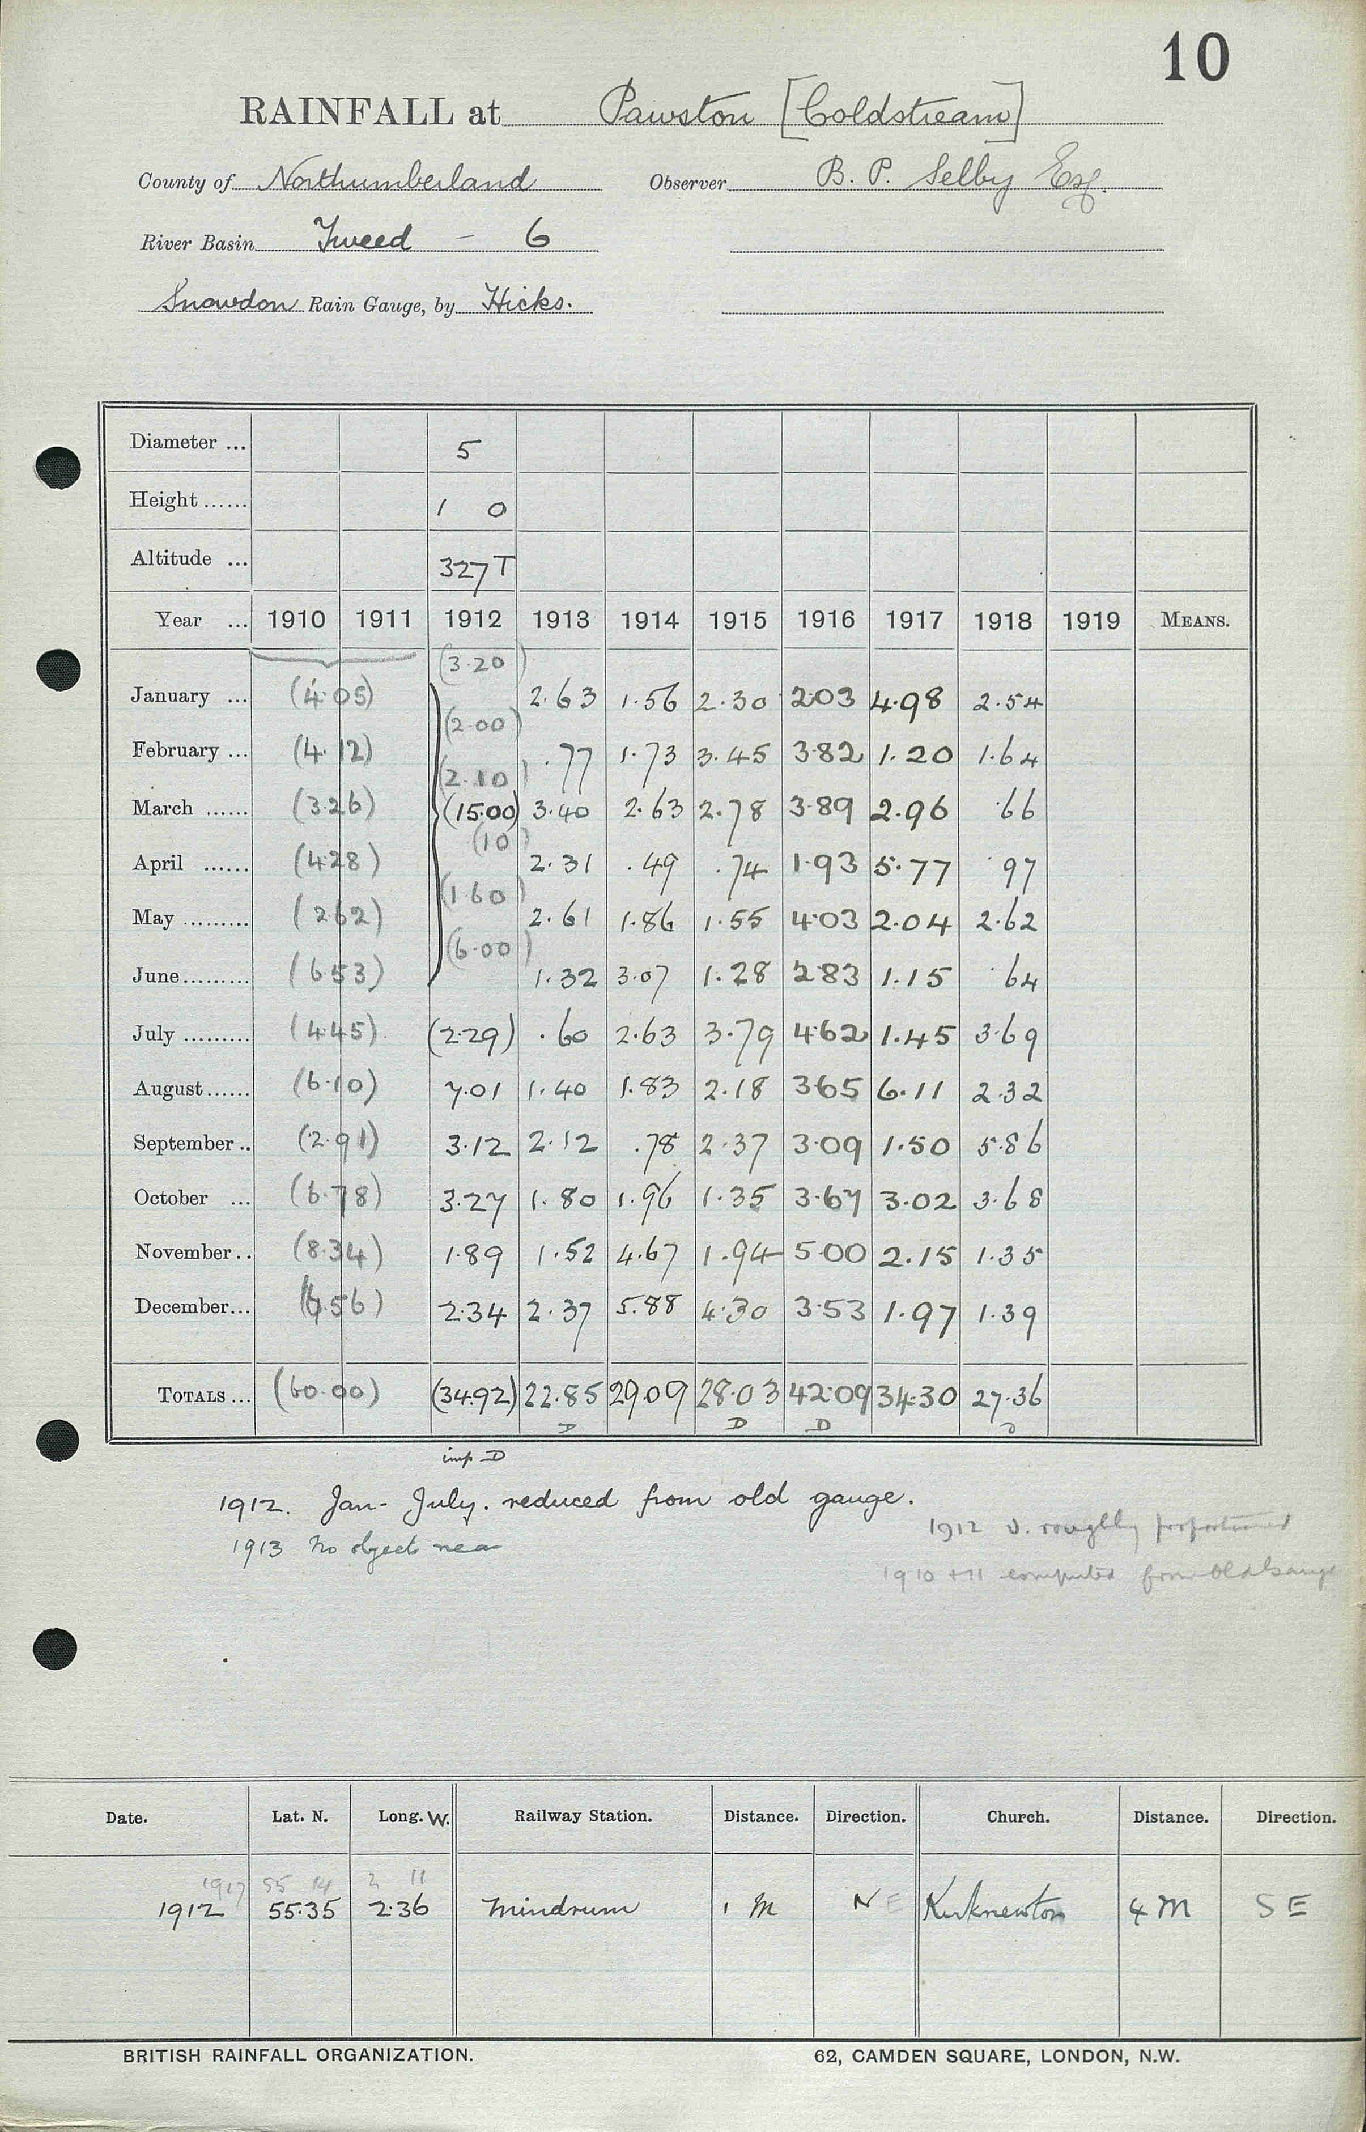 10
RAINFALL at Pawston [Coldstream]
County of Northumberland Observer B. P. Selby Esq.
River Basin Tweed - 6
Snowdon Rain Gauge, by Hicks.
Diameter ... 5
Height ...... 1 0
Altitude ... 327T
Year ... 1910 1911 1912 1913 1914 1915 1916 1917 1918 1919 MEANS.
(3.20)
January ... (4.05) 2.63 1.56 2.30 2.03 4.98 2.54
(2.00)
February ... (4.12) .77 1.73 3.45 3.82 1.20 1.64
(2.10)
March ...... (3.26) (15.00) 3.40 2.63 2.78 3.89 2.96 .66
(10)
April ...... (4.28) 2.31 .49 .74 1.93 5.77 .97
(1.60)
May ......... (2.62) 2.61 1.86 1.55 4.03 2.04 2.62
(6.00)
June ......... (6.53) 1.32 3.07 1.28 2.83 1.15 .64
July ......... (4.45) (2.29) .60 2.63 3.79 4.62 1.45 3.69
August ...... (6.10) 7.01 1.40 1.83 2.18 3.65 6.11 2.32
September .. (2.91) 3.12 2.12 .78 2.37 3.09 1.50 5.86
October ... (6.78) 3.27 1.80 1.96 1.35 3.67 3.02 3.68
November .. (8.34) 1.89 1.52 4.67 1.94 5.00 2.15 1.35
December ... (6.56) 2.34 2.37 5.88 4.30 3.53 1.97 1.39
TOTALS ... (60.00) (34.92) 22.85 29.09 28.03 42.09 34.30 27.36
D D D D
imp D
1912. Jan - July. reduced from old gauge.
1912 v. roughly proportioned
1913 No object near
1910 + 11 computed from Old Gauge
Date. Lat. N. Long. W. Railway Station. Distance. Direction. Church. Distance. Direction.
1917 55 14 2 11
1912 55.35 2.36 Mindrum 1 M NE Kirknewton 4 M S E
BRITISH RAINFALL ORGANIZATION. 62, CAMDEN SQUARE, LONDON, N.W.